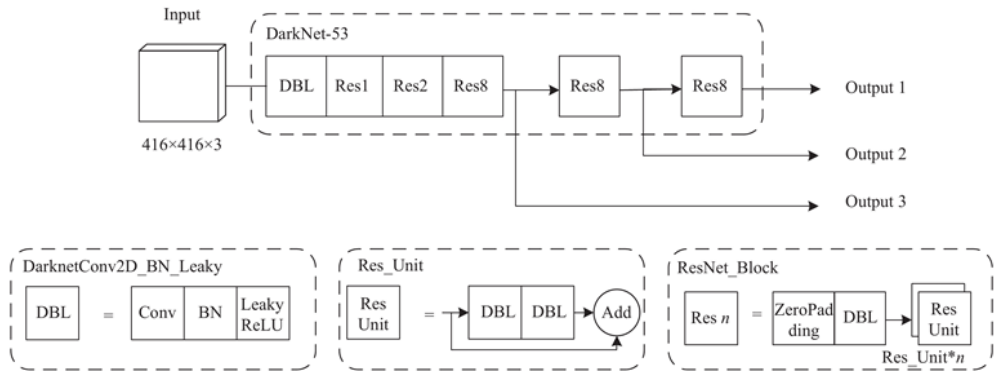 Input
DarkNet-53
DBL Res1 Res2 Res8 Res8 Res8 Output 1
416×416×3
Output 2
Output 3
DarknetConv2D_BN_Leaky
DBL = Conv BN Leaky
ReLU
Res_Unit
Res
Unit = DBL DBL Add
ResNet_Block
Res n = ZeroPad
ding DBL Res
Unit
Res_Unit*n